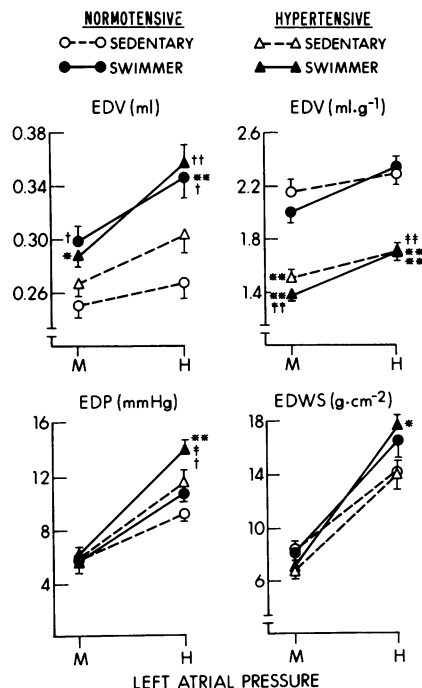 NORMOTENSIVE HYPERTENSIVE
SEDENTARY SEDENTARY
SWIMMER SWIMMER
EDV (ml) EDV (ml.g⁻¹)
0.38 2.6
0.34 2.2
0.30 1.8
0.26 1.4
†† ** †
† *
‡‡ ** **
** ** ††
M H M H
EDP (mmHg) EDWS (g·cm⁻²)
16 18
12 14
8 10
4 6
** ‡ †
*
M H M H
LEFT ATRIAL PRESSURE